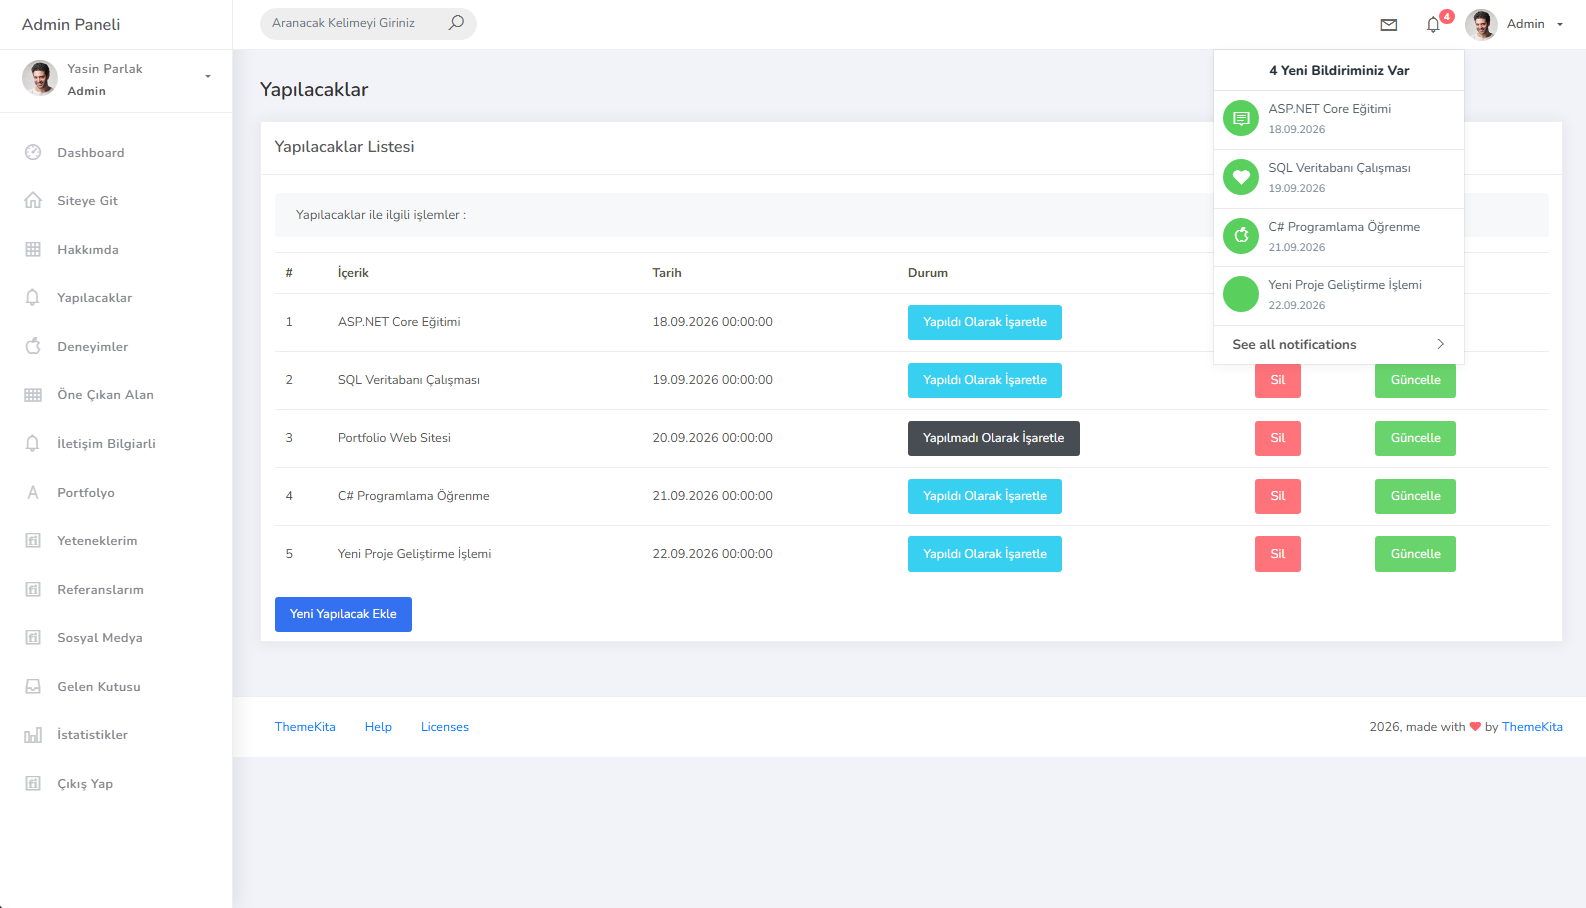 Admin Paneli
Aranacak Kelimeyi Giriniz
4
Admin
Yasin Parlak
Admin
Dashboard
Siteye Git
Hakkımda
Yapılacaklar
Deneyimler
Öne Çıkan Alan
İletişim Bilgiarli
Portfolyo
Yeteneklerim
Referanslarım
Sosyal Medya
Gelen Kutusu
İstatistikler
Çıkış Yap
Yapılacaklar
Yapılacaklar Listesi
Yapılacaklar ile ilgili işlemler :
# İçerik Tarih Durum
1 ASP.NET Core Eğitimi 18.09.2026 00:00:00 Yapıldı Olarak İşaretle
2 SQL Veritabanı Çalışması 19.09.2026 00:00:00 Yapıldı Olarak İşaretle Sil Güncelle
3 Portfolio Web Sitesi 20.09.2026 00:00:00 Yapılmadı Olarak İşaretle Sil Güncelle
4 C# Programlama Öğrenme 21.09.2026 00:00:00 Yapıldı Olarak İşaretle Sil Güncelle
5 Yeni Proje Geliştirme İşlemi 22.09.2026 00:00:00 Yapıldı Olarak İşaretle Sil Güncelle
Yeni Yapılacak Ekle
4 Yeni Bildiriminiz Var
ASP.NET Core Eğitimi
18.09.2026
SQL Veritabanı Çalışması
19.09.2026
C# Programlama Öğrenme
21.09.2026
Yeni Proje Geliştirme İşlemi
22.09.2026
See all notifications
ThemeKita Help Licenses
2026, made with by ThemeKita